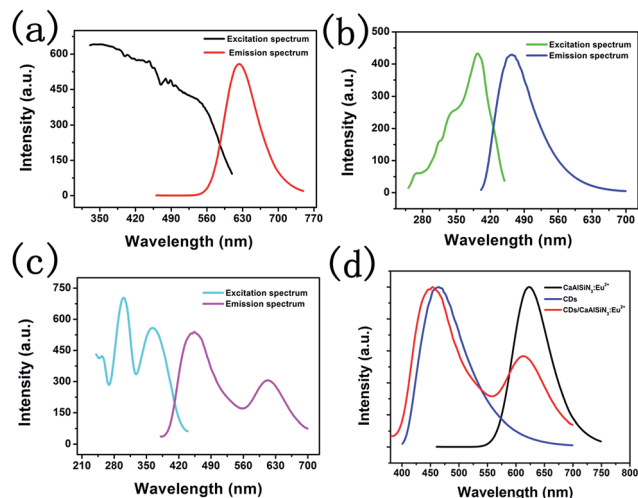 (a)
Excitation spectrum
Emission spectrum
600
450
300
150
0
Intensity (a.u.)
350 420 490 560 630 700 770
Wavelength (nm)
(b)
Excitation spectrum
Emission spectrum
500
400
300
200
100
0
Intensity (a.u.)
280 350 420 490 560 630 700
Wavelength (nm)
(c)
Excitation spectrum
Emission spectrum
750
600
450
300
150
0
Intensity (a.u.)
210 280 350 420 490 560 630 700
Wavelength (nm)
(d)
CaAlSiN₃:Eu²⁺
CDs
CDs/CaAlSiN₃:Eu²⁺
Intensity (a.u.)
400 450 500 550 600 650 700 750 800
Wavelength (nm)